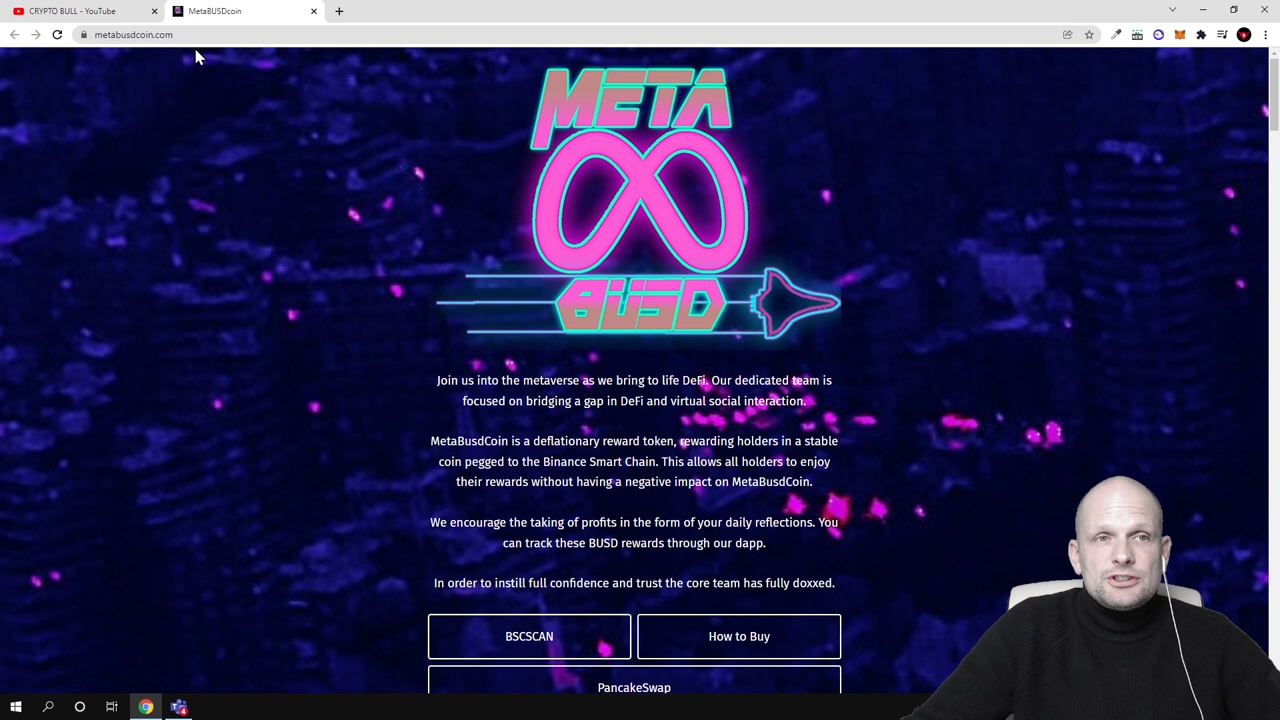 CRYPTO BULL - YouTube
MetaBUSDcoin
metabusdcoin.com
META
BUSD
Join us into the metaverse as we bring to life DeFi. Our dedicated team is
focused on bridging a gap in DeFi and virtual social interaction.
MetaBusdCoin is a deflationary reward token, rewarding holders in a stable
coin pegged to the Binance Smart Chain. This allows all holders to enjoy
their rewards without having a negative impact on MetaBusdCoin.
We encourage the taking of profits in the form of your daily reflections. You
can track these BUSD rewards through our dapp.
In order to instill full confidence and trust the core team has fully doxxed.
BSCSCAN
How to Buy
PancakeSwap
4